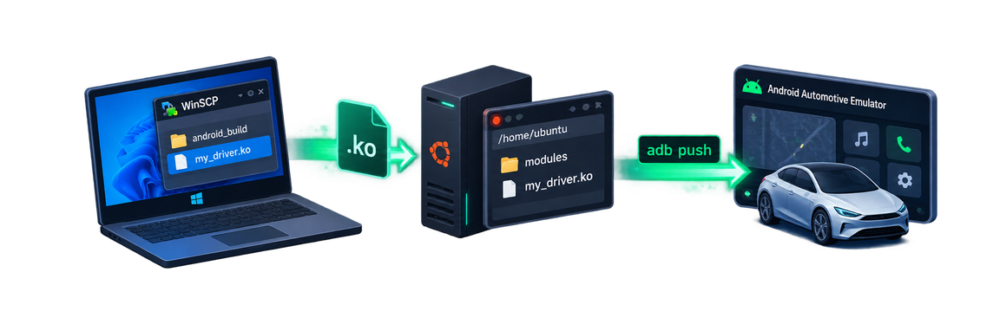 WinSCP
android_build
my_driver.ko
.ko
/home/ubuntu
modules
my_driver.ko
adb push
Android Automotive Emulator